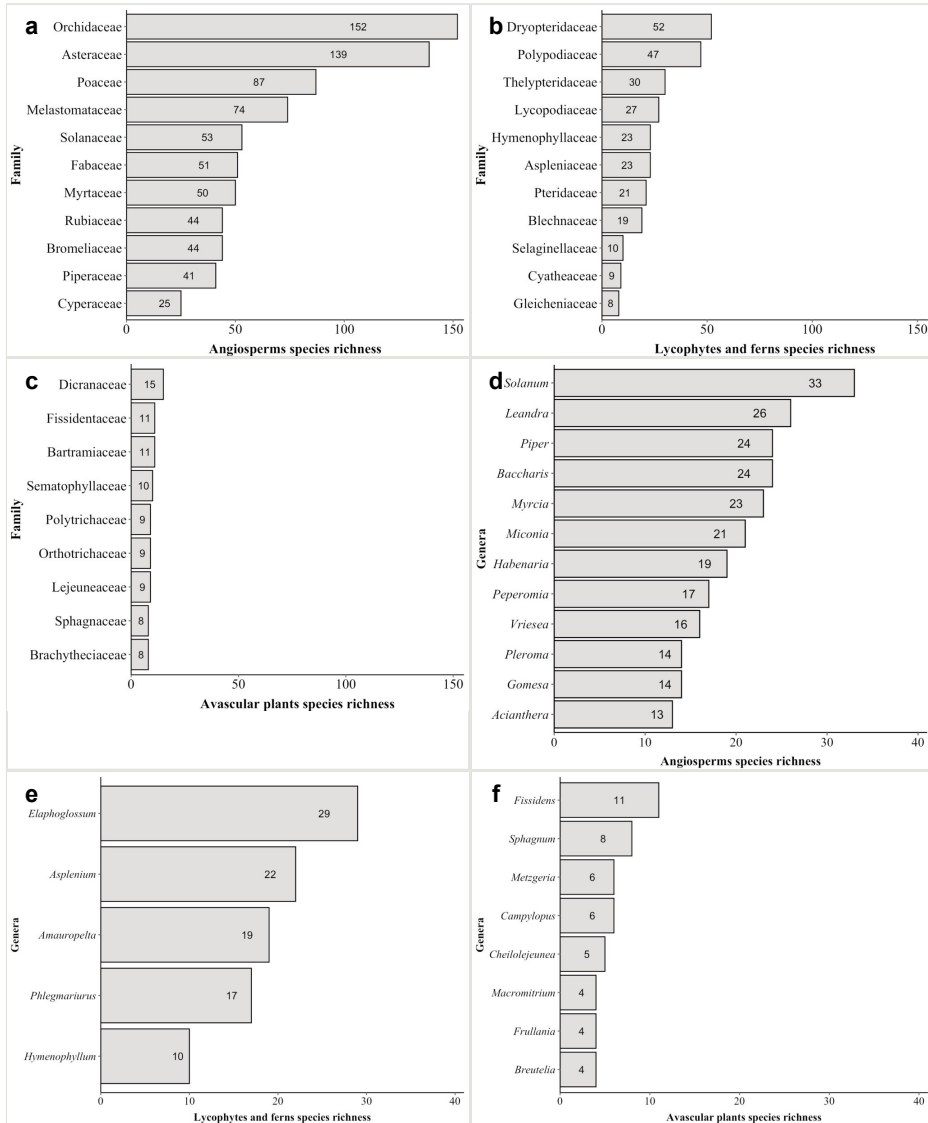 a
Orchidaceae 152
Asteraceae 139
Poaceae 87
Melastomataceae 74
Solanaceae 53
Fabaceae 51
Myrtaceae 50
Rubiaceae 44
Bromeliaceae 44
Piperaceae 41
Cyperaceae 25
Family
0 50 100 150
Angiosperms species richness
b
Dryopteridaceae 52
Polypodiaceae 47
Thelypteridaceae 30
Lycopodiaceae 27
Hymenophyllaceae 23
Aspleniaceae 23
Pteridaceae 21
Blechnaceae 19
Selaginellaceae 10
Cyatheaceae 9
Gleicheniaceae 8
Family
0 50 100 150
Lycophytes and ferns species richness
c
Dicranaceae 15
Fissidentaceae 11
Bartramiaceae 11
Sematophyllaceae 10
Polytrichaceae 9
Orthotrichaceae 9
Lejeuneaceae 9
Sphagnaceae 8
Brachytheciaceae 8
Family
0 50 100 150
Avascular plants species richness
d
Solanum 33
Leandra 26
Piper 24
Baccharis 24
Myrcia 23
Miconia 21
Habenaria 19
Peperomia 17
Vriesea 16
Pleroma 14
Gomesa 14
Acianthera 13
Genera
0 10 20 30 40
Angiosperms species richness
e
Elaphoglossum 29
Asplenium 22
Amauropelta 19
Phlegmariurus 17
Hymenophyllum 10
Genera
0 10 20 30 40
Lycophytes and ferns species richness
f
Fissidens 11
Sphagnum 8
Metzgeria 6
Campylopus 6
Cheilolejeunea 5
Macromitrium 4
Frullania 4
Breutelia 4
Genera
0 10 20 30 40
Avascular plants species richness